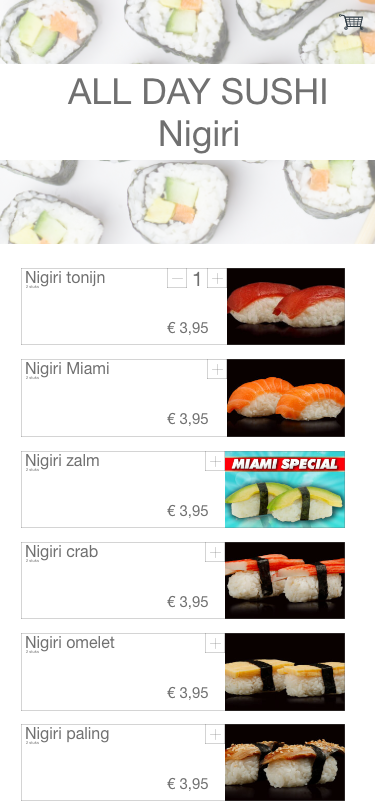 ALL DAY SUSHI
Nigiri
Nigiri tonijn
2 stuks
1
€ 3,95
Nigiri Miami
2 stuks
€ 3,95
Nigiri zalm
2 stuks
MIAMI SPECIAL
€ 3,95
Nigiri crab
2 stuks
€ 3,95
Nigiri omelet
2 stuks
€ 3,95
Nigiri paling
2 stuks
€ 3,95